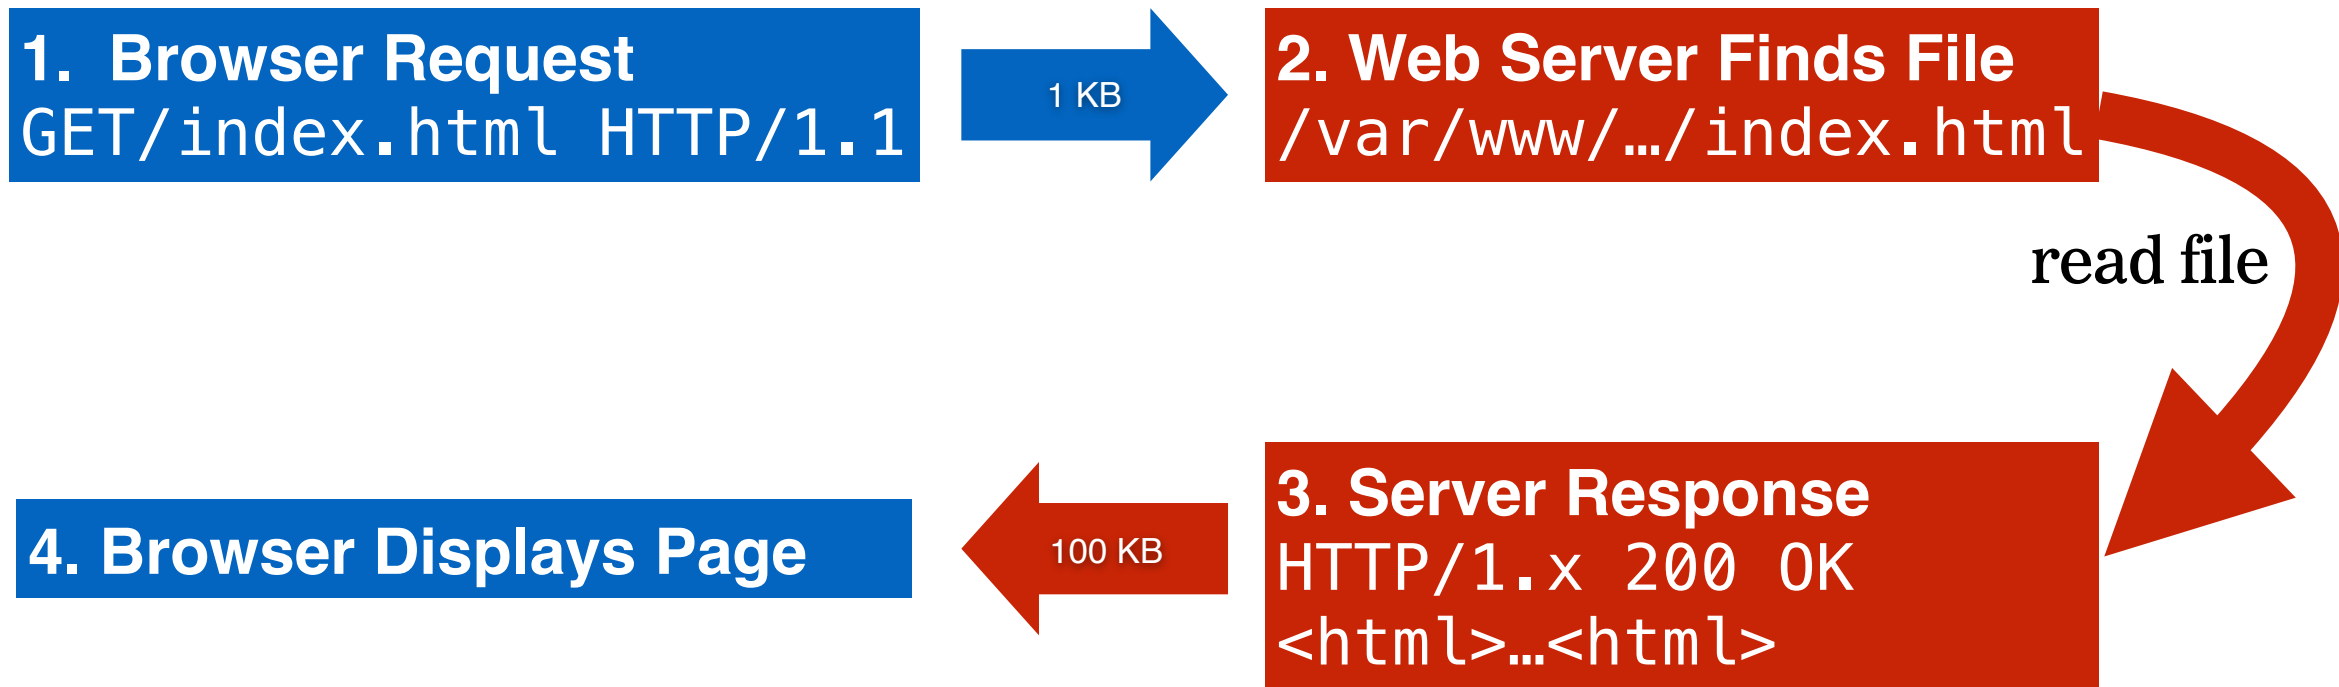 1. Browser Request
GET/index.html HTTP/1.1
1 KB
2. Web Server Finds File
/var/www/…/index.html
read file
3. Server Response
HTTP/1.x 200 OK
<html>…<html>
100 KB
4. Browser Displays Page